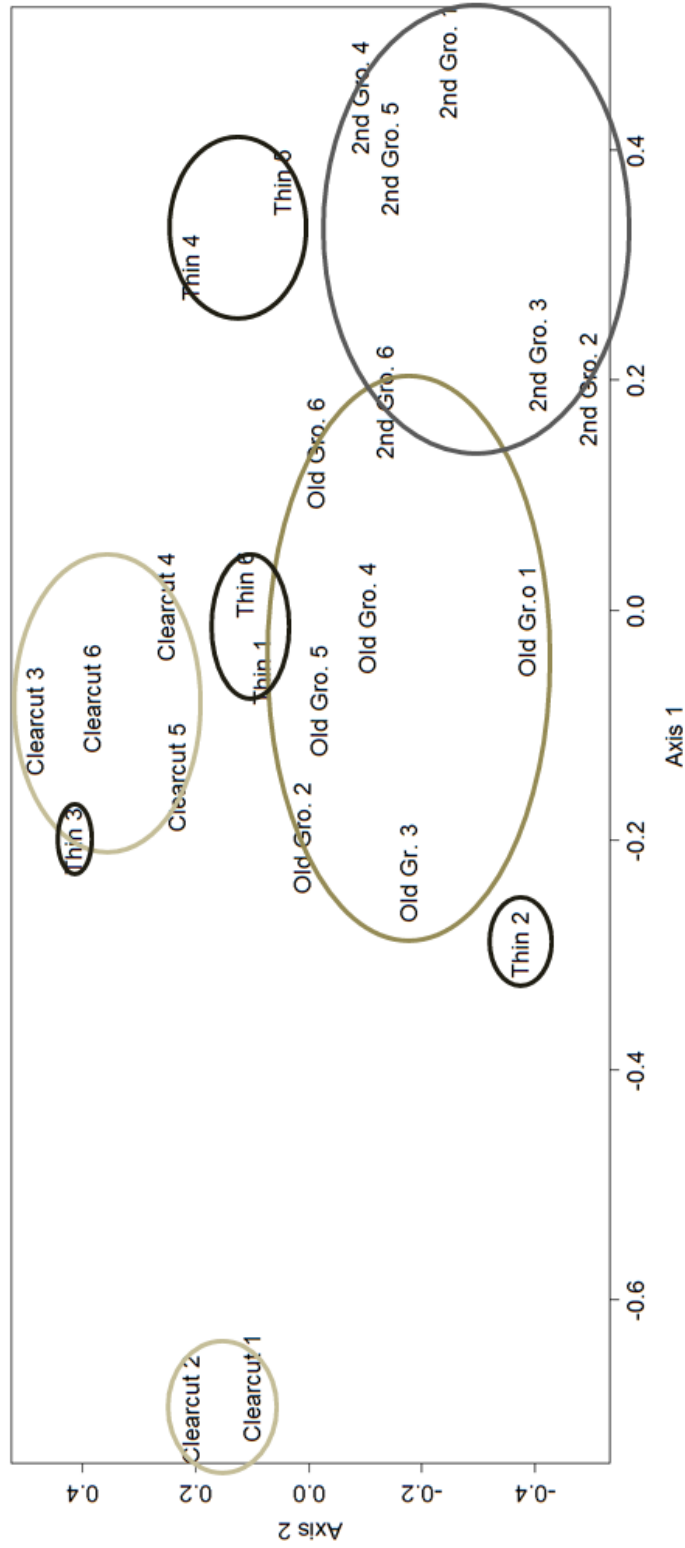 Axis 2
0.4
0.2
0.0
-0.2
-0.4
Clearcut 3
Thin 3
Clearcut 6
Clearcut 4
Clearcut 5
Clearcut 2
Thin 4
Thin 6
Clearcut 1
Thin 1
Thin 5
Old Gro. 2
Old Gro. 6
Old Gro. 5
2nd Gro. 4
Old Gro. 4
2nd Gro. 6
2nd Gro. 5
Old Gr. 3
2nd Gro. 1
Thin 2
Old Gr.o 1
2nd Gro. 3
2nd Gro. 2
-0.6
-0.4
-0.2
0.0
0.2
0.4
Axis 1